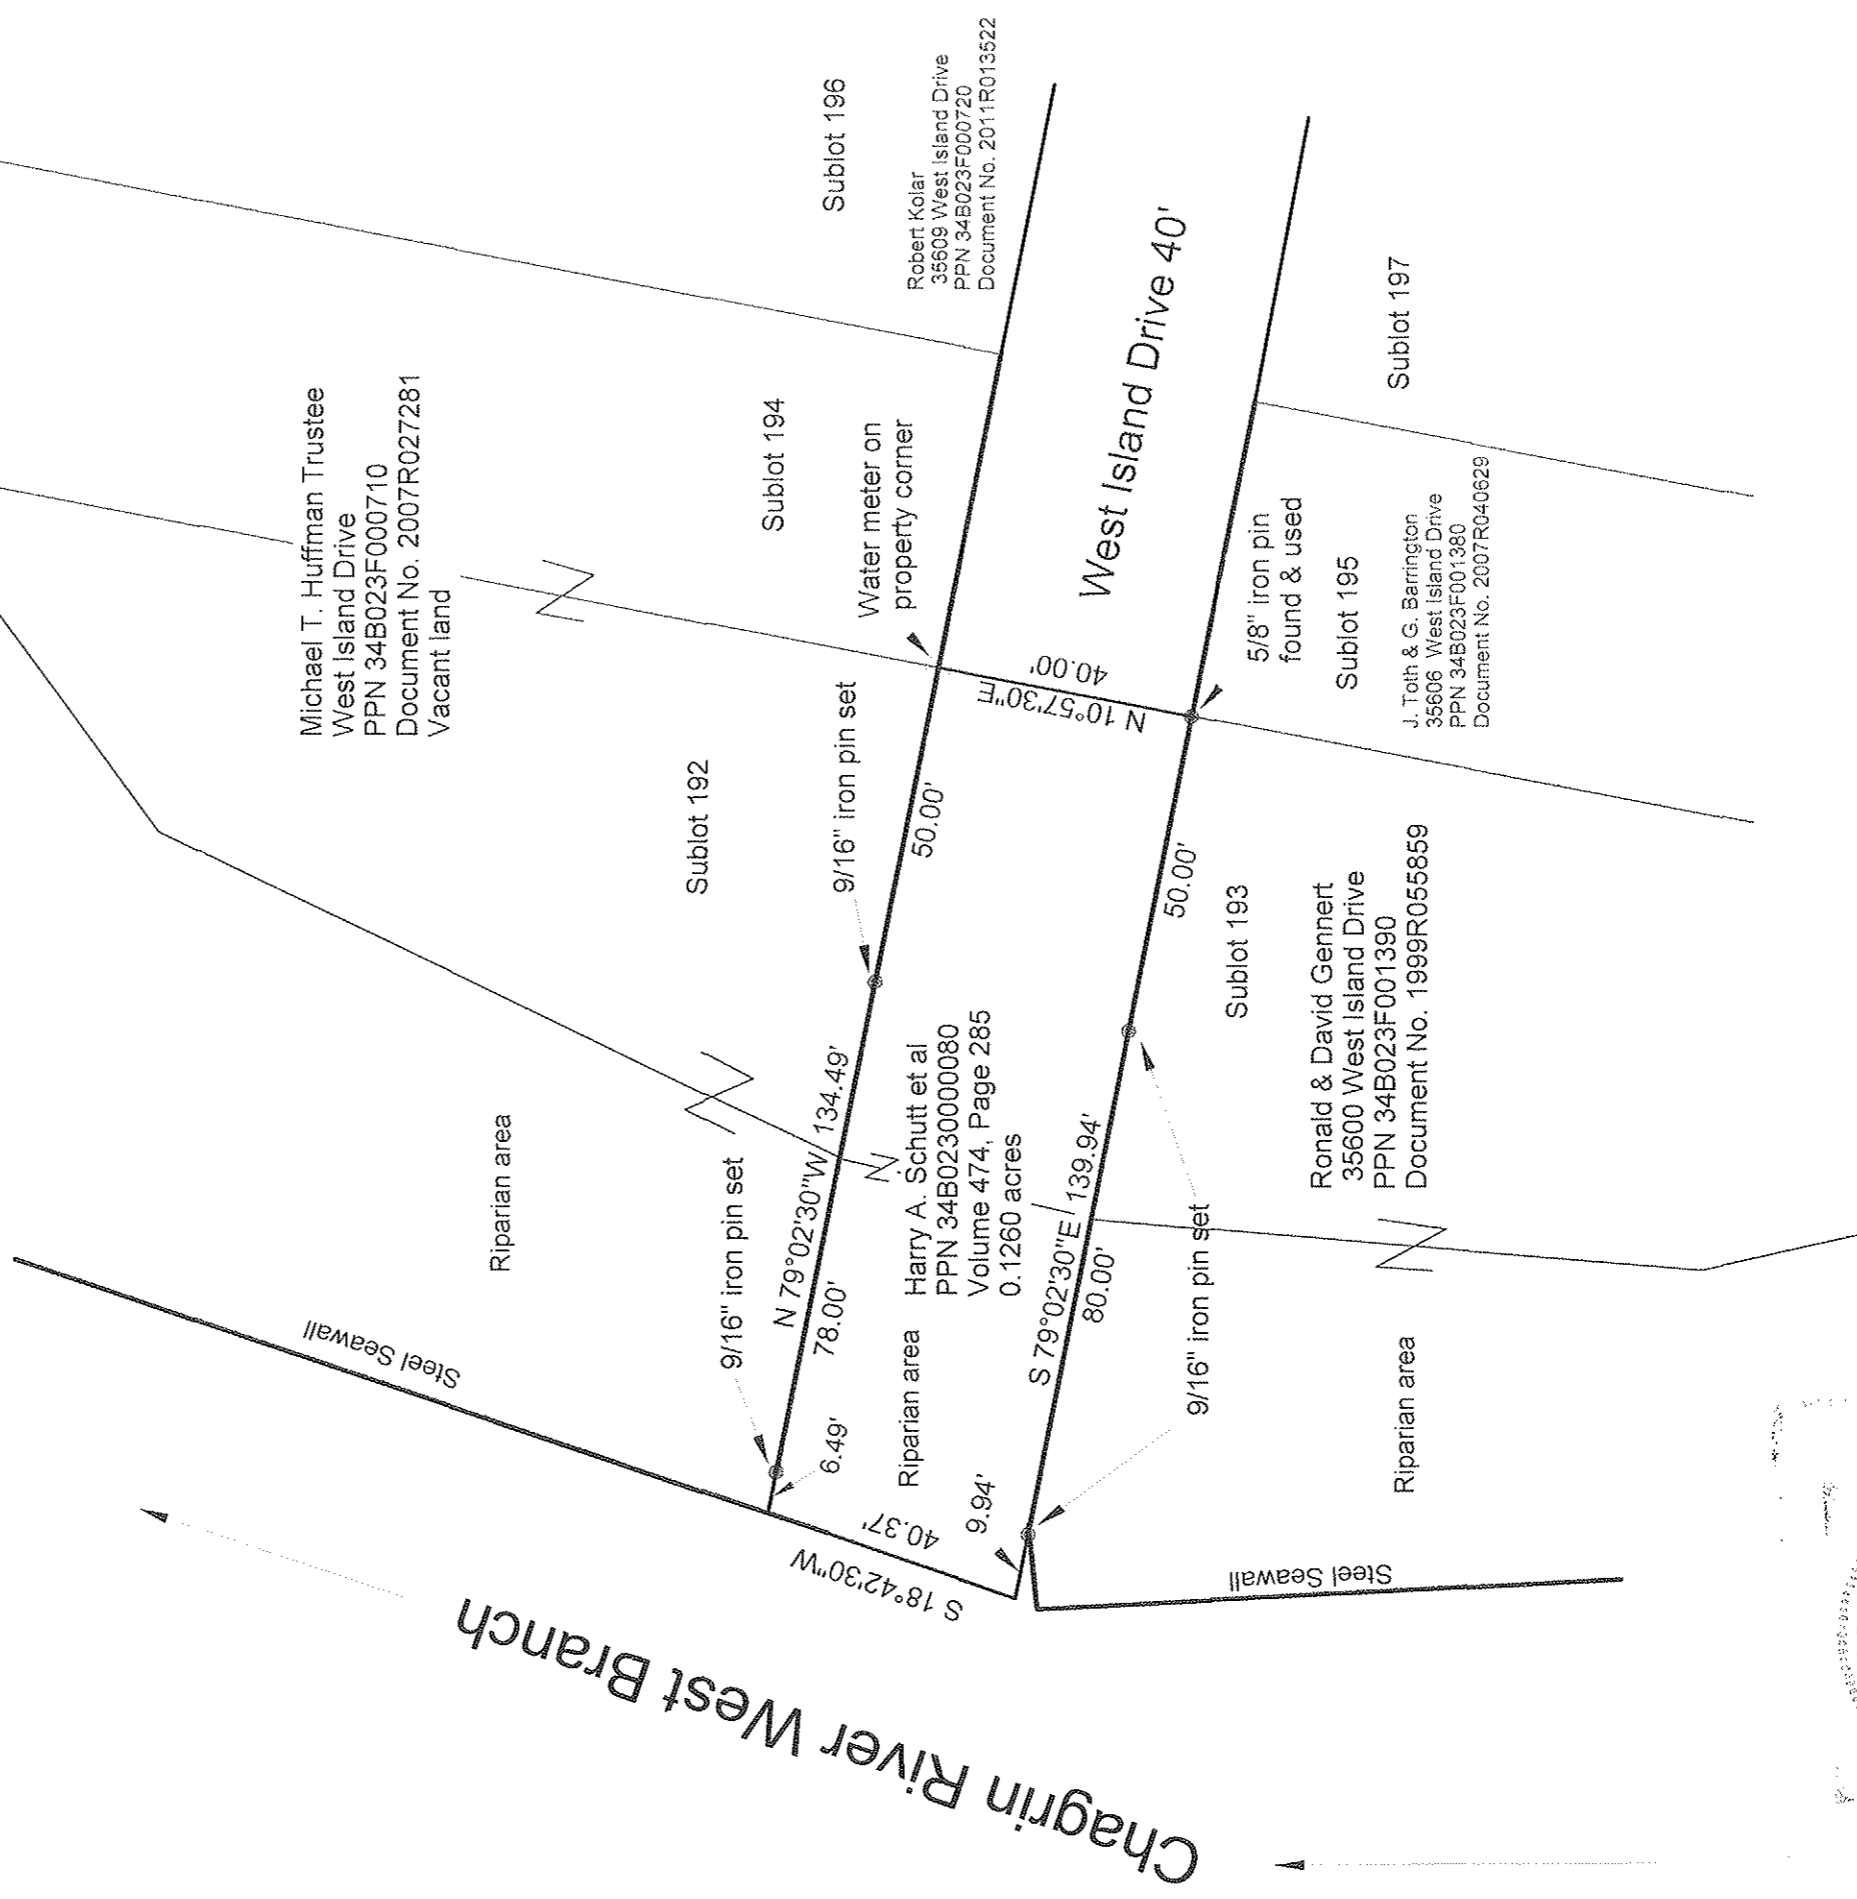 Sublot 196
Robert Kolar
35609 West Island Drive
PPN 34B023F000720
Document No. 2011R013522
Michael T. Huffman Trustee
West Island Drive
PPN 34B023F000710
Document No. 2007R027281
Vacant land
Sublot 194
Water meter on
property corner
West Island Drive 40'
Sublot 197
Sublot 192
9/16" iron pin set
50.00'
N 10°57'30"E
40.00'
5/8" iron pin
found & used
Sublot 195
J. Toth & G. Barrington
35606 West Island Drive
PPN 34B023F001380
Document No. 2007R040629
Riparian area
9/16" iron pin set
N 79°02'30"W 134.49'
78.00'
6.49'
Harry A. Schutt et al
PPN 34B0230000080
Volume 474, Page 285
0.1260 acres
Riparian area
50.00'
Sublot 193
S 79°02'30"E 139.94'
80.00'
9.94'
Ronald & David Gennert
35600 West Island Drive
PPN 34B023F001390
Document No. 1999R055859
9/16" iron pin set
Riparian area
Steel Seawall
40.37'
S 18°42'30"W
Steel Seawall
Chagrin River West Branch